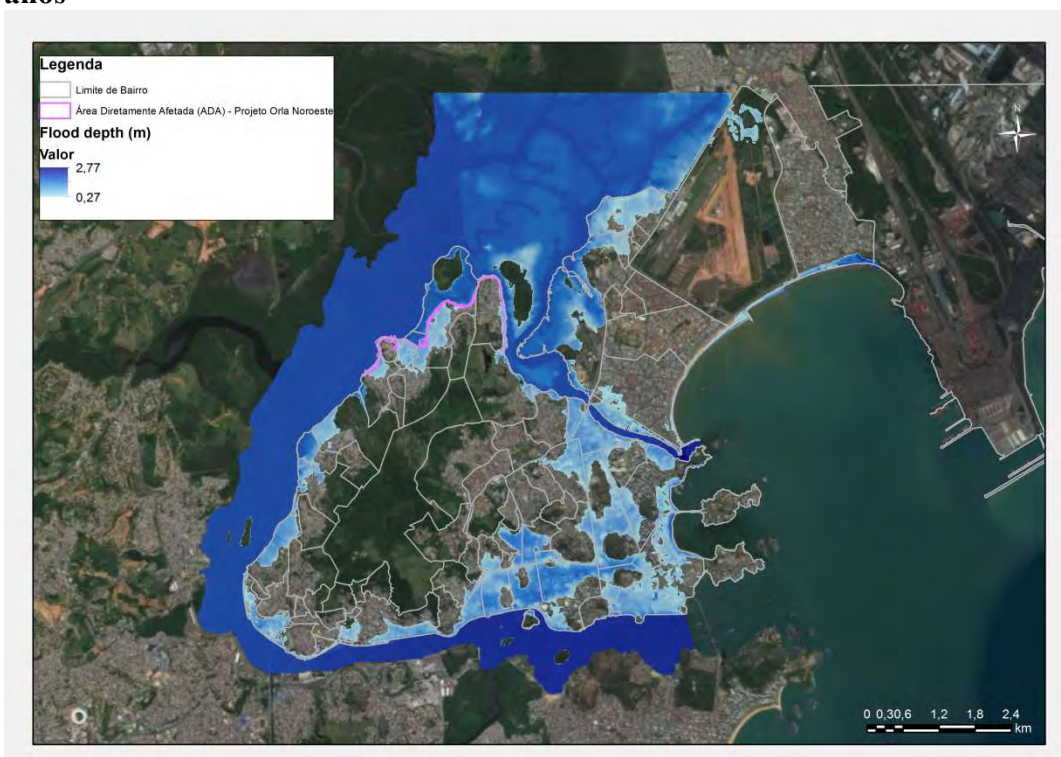 años
Legenda
Limite de Bairro
Área Diretamente Afetada (ADA) - Projeto Orla Noroeste
Flood depth (m)
Valor
2,77
0,27
N
0 0,30,6 1,2 1,8 2,4
km